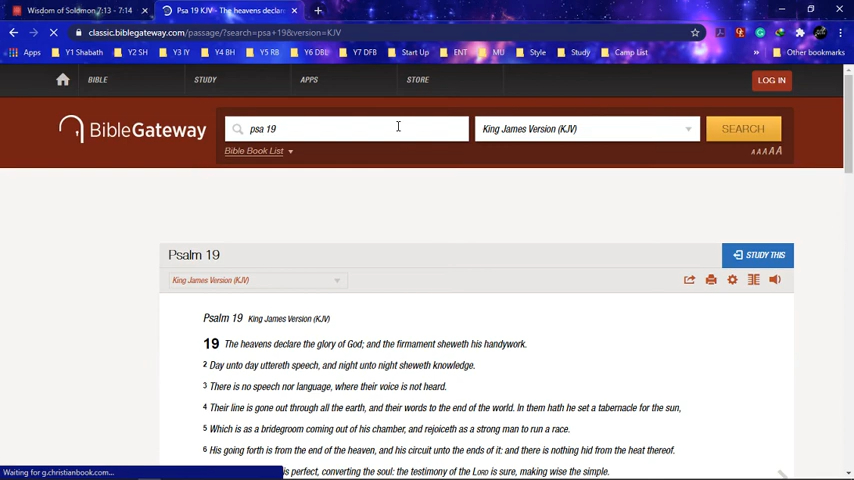 Wisdom of Solomon 7:13 - 7:14
Psa 19 KJV - The heavens declare
classic.biblegateway.com/passage/?search=psa+19&version=KJV
Apps Y1 Shabath Y2 SH Y3 IY Y4 BH Y5 RB Y6 DBL Y7 DFB Start Up ENT MU Style Study Camp List » Other bookmarks
BIBLE STUDY APPS STORE LOG IN
BibleGateway psa 19 King James Version (KJV) SEARCH
Bible Book List AAAAA
Psalm 19 STUDY THIS
King James Version (KJV)
Psalm 19 King James Version (KJV)
19 The heavens declare the glory of God; and the firmament sheweth his handywork.
2 Day unto day uttereth speech, and night unto night sheweth knowledge.
3 There is no speech nor language, where their voice is not heard.
4 Their line is gone out through all the earth, and their words to the end of the world. In them hath he set a tabernacle for the sun,
5 Which is as a bridegroom coming out of his chamber, and rejoiceth as a strong man to run a race.
6 His going forth is from the end of the heaven, and his circuit unto the ends of it: and there is nothing hid from the heat thereof.
is perfect, converting the soul: the testimony of the LORD is sure, making wise the simple.
Waiting for g.christianbook.com...